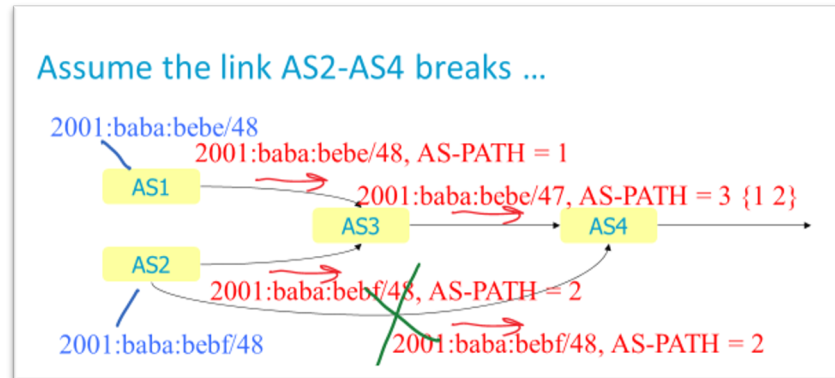 Assume the link AS2-AS4 breaks ...
2001:baba:bebe/48
2001:baba:bebe/48, AS-PATH = 1
AS1
2001:baba:bebe/47, AS-PATH = 3 {1 2}
AS3
AS4
AS2
2001:baba:bebf/48, AS-PATH = 2
2001:baba:bebf/48
2001:baba:bebf/48, AS-PATH = 2